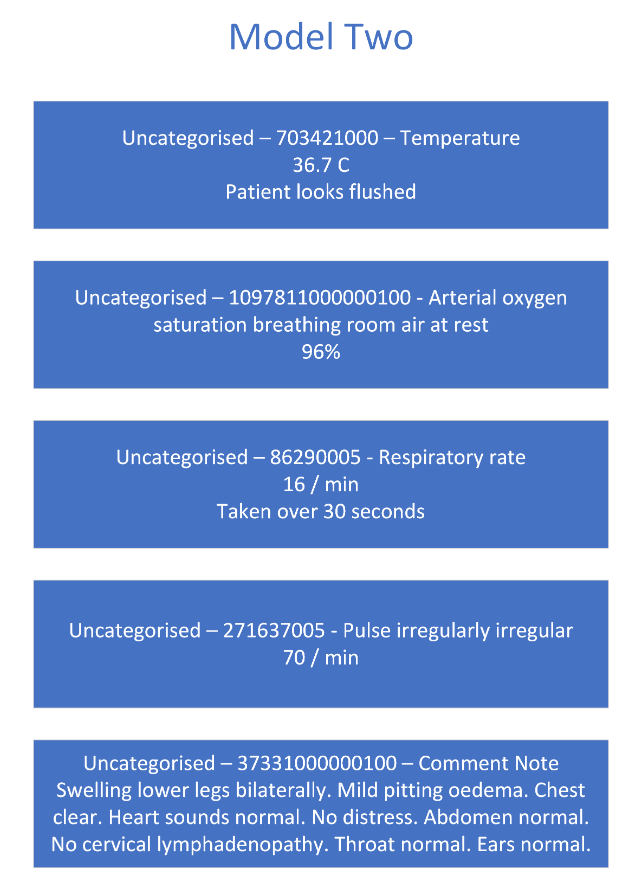 Model Two
Uncategorised – 703421000 – Temperature
36.7 C
Patient looks flushed
Uncategorised – 1097811000000100 - Arterial oxygen
saturation breathing room air at rest
96%
Uncategorised – 86290005 - Respiratory rate
16 / min
Taken over 30 seconds
Uncategorised – 271637005 - Pulse irregularly irregular
70 / min
Uncategorised – 37331000000100 – Comment Note
Swelling lower legs bilaterally. Mild pitting oedema. Chest
clear. Heart sounds normal. No distress. Abdomen normal.
No cervical lymphadenopathy. Throat normal. Ears normal.